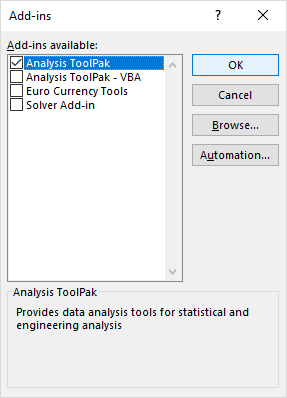 Add-ins
?
Add-ins available:
Analysis ToolPak
Analysis ToolPak - VBA
Euro Currency Tools
Solver Add-in
OK
Cancel
Browse...
Automation...
Analysis ToolPak
Provides data analysis tools for statistical and
engineering analysis